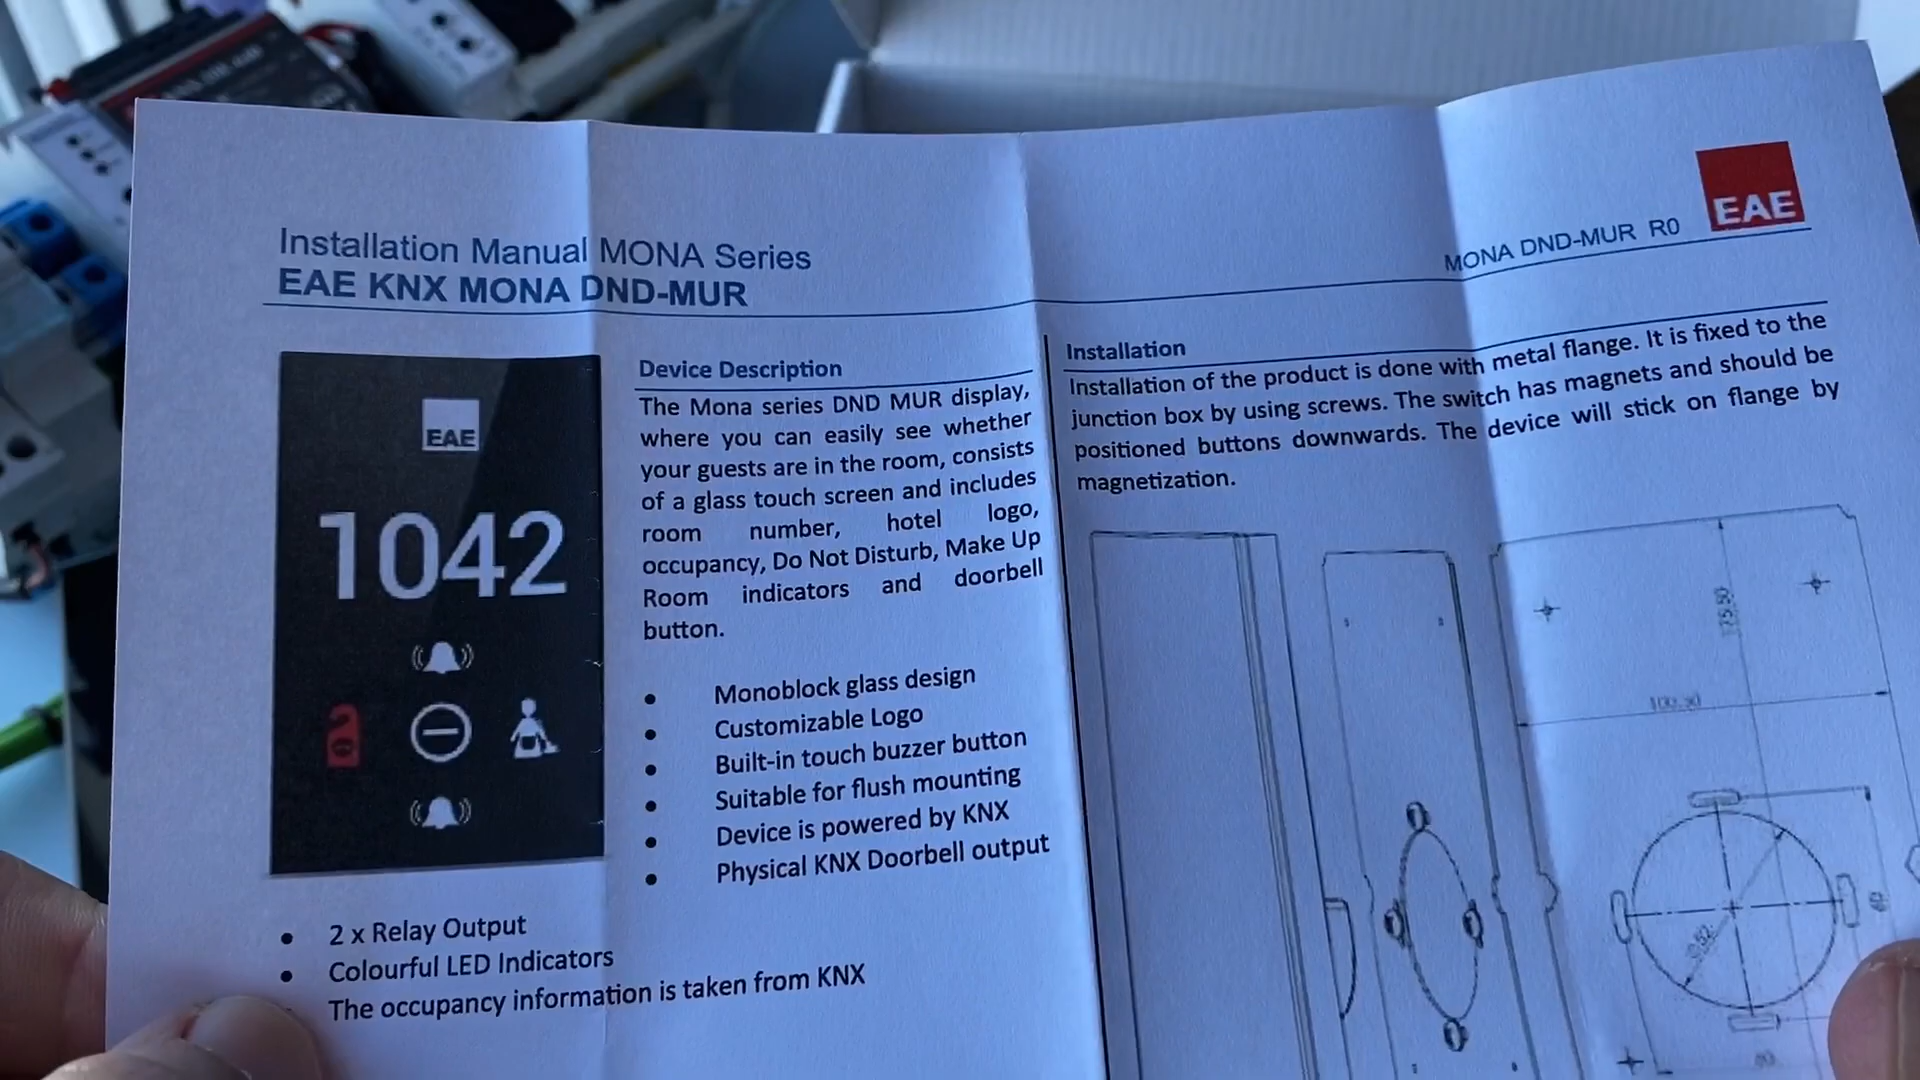 Installation Manual MONA Series
EAE KNX MONA DND-MUR
MONA DND-MUR R0
EAE
EAE
1042
Device Description
The Mona series DND MUR display,
where you can easily see whether
your guests are in the room, consists
of a glass touch screen and includes
room number, hotel logo,
occupancy, Do Not Disturb, Make Up
Room indicators and doorbell
button.
• Monoblock glass design
• Customizable Logo
• Built-in touch buzzer button
• Suitable for flush mounting
• Device is powered by KNX
• Physical KNX Doorbell output
• 2 x Relay Output
• Colourful LED Indicators
The occupancy information is taken from KNX
Installation
Installation of the product is done with metal flange. It is fixed to the
junction box by using screws. The switch has magnets and should be
positioned buttons downwards. The device will stick on flange by
magnetization.